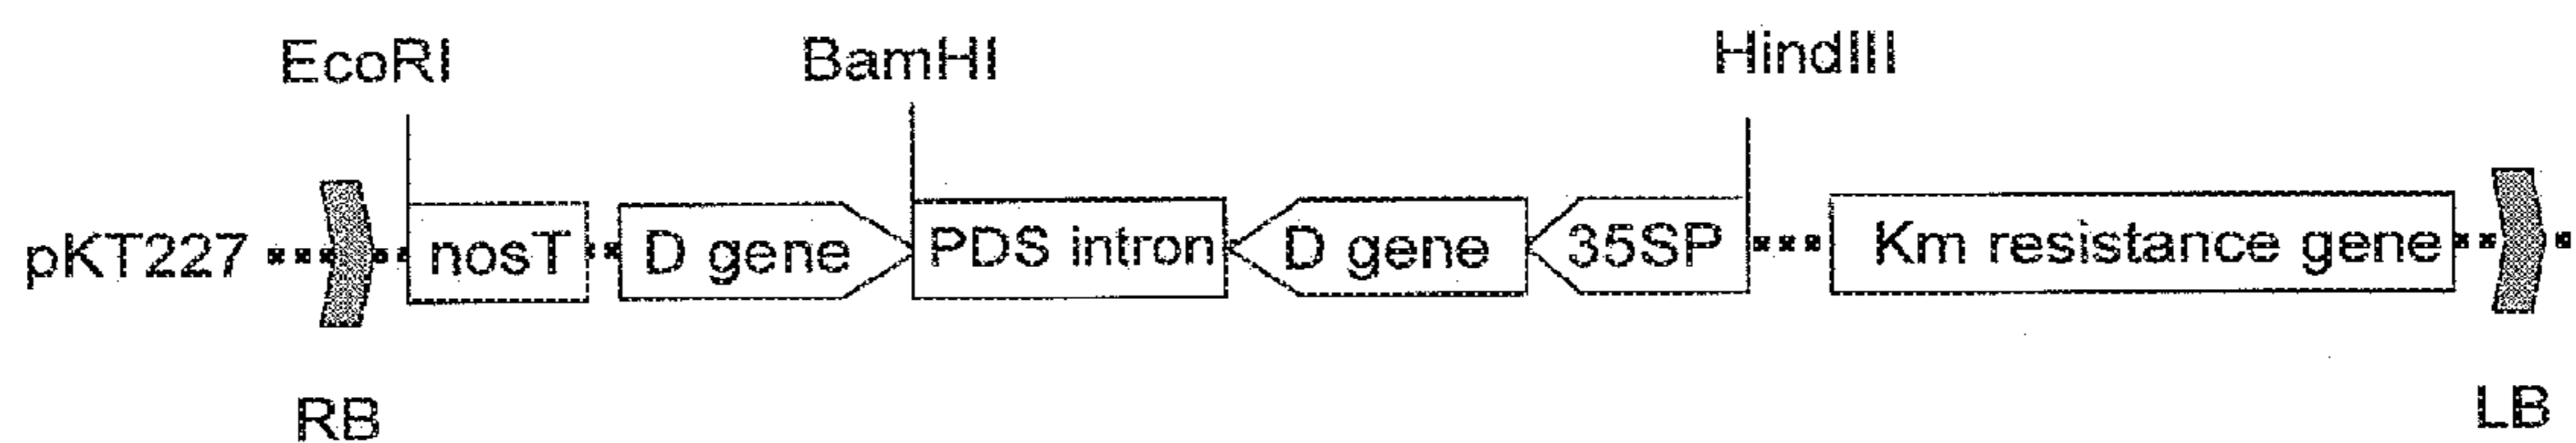 EcoRI BamHI HindIII
pKT227 nosT D gene PDS intron D gene 35SP Km resistance gene
RB LB